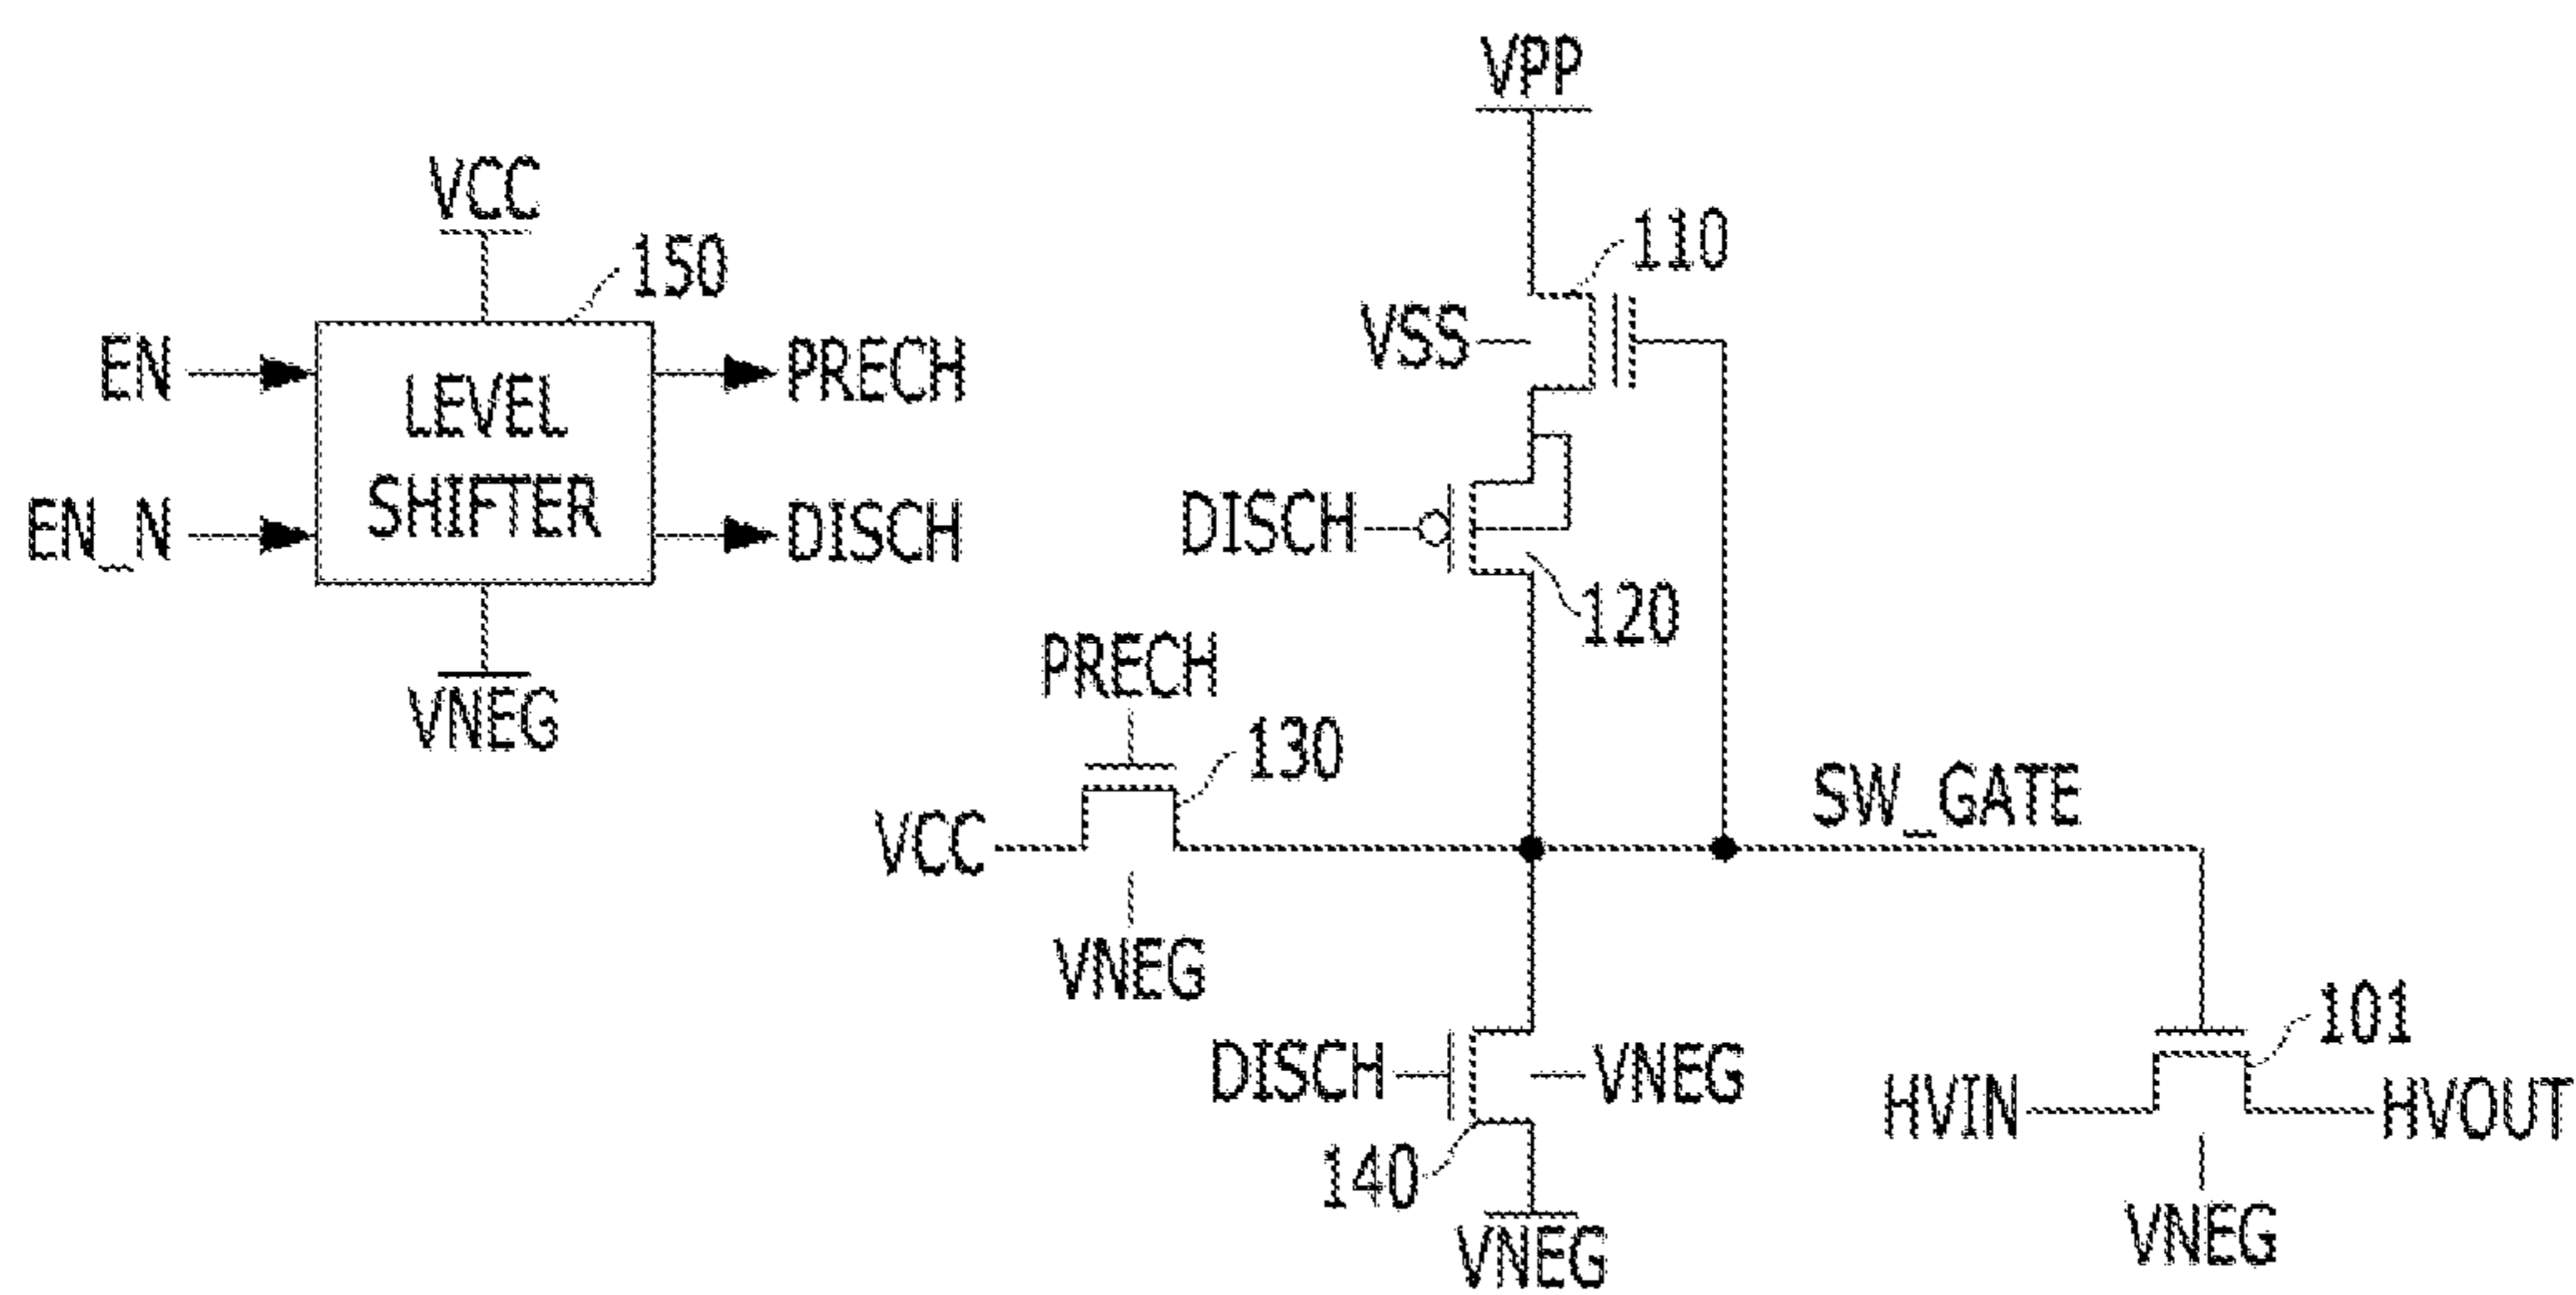 VPP
VCC
150
110
EN
PRECH
VSS
LEVEL
SHIFTER
EN_N
DISCH
DISCH
120
VNEG
PRECH
130
VCC
SW_GATE
VNEG
DISCH
VNEG
101
140
HVIN
HVOUT
VNEG
VNEG